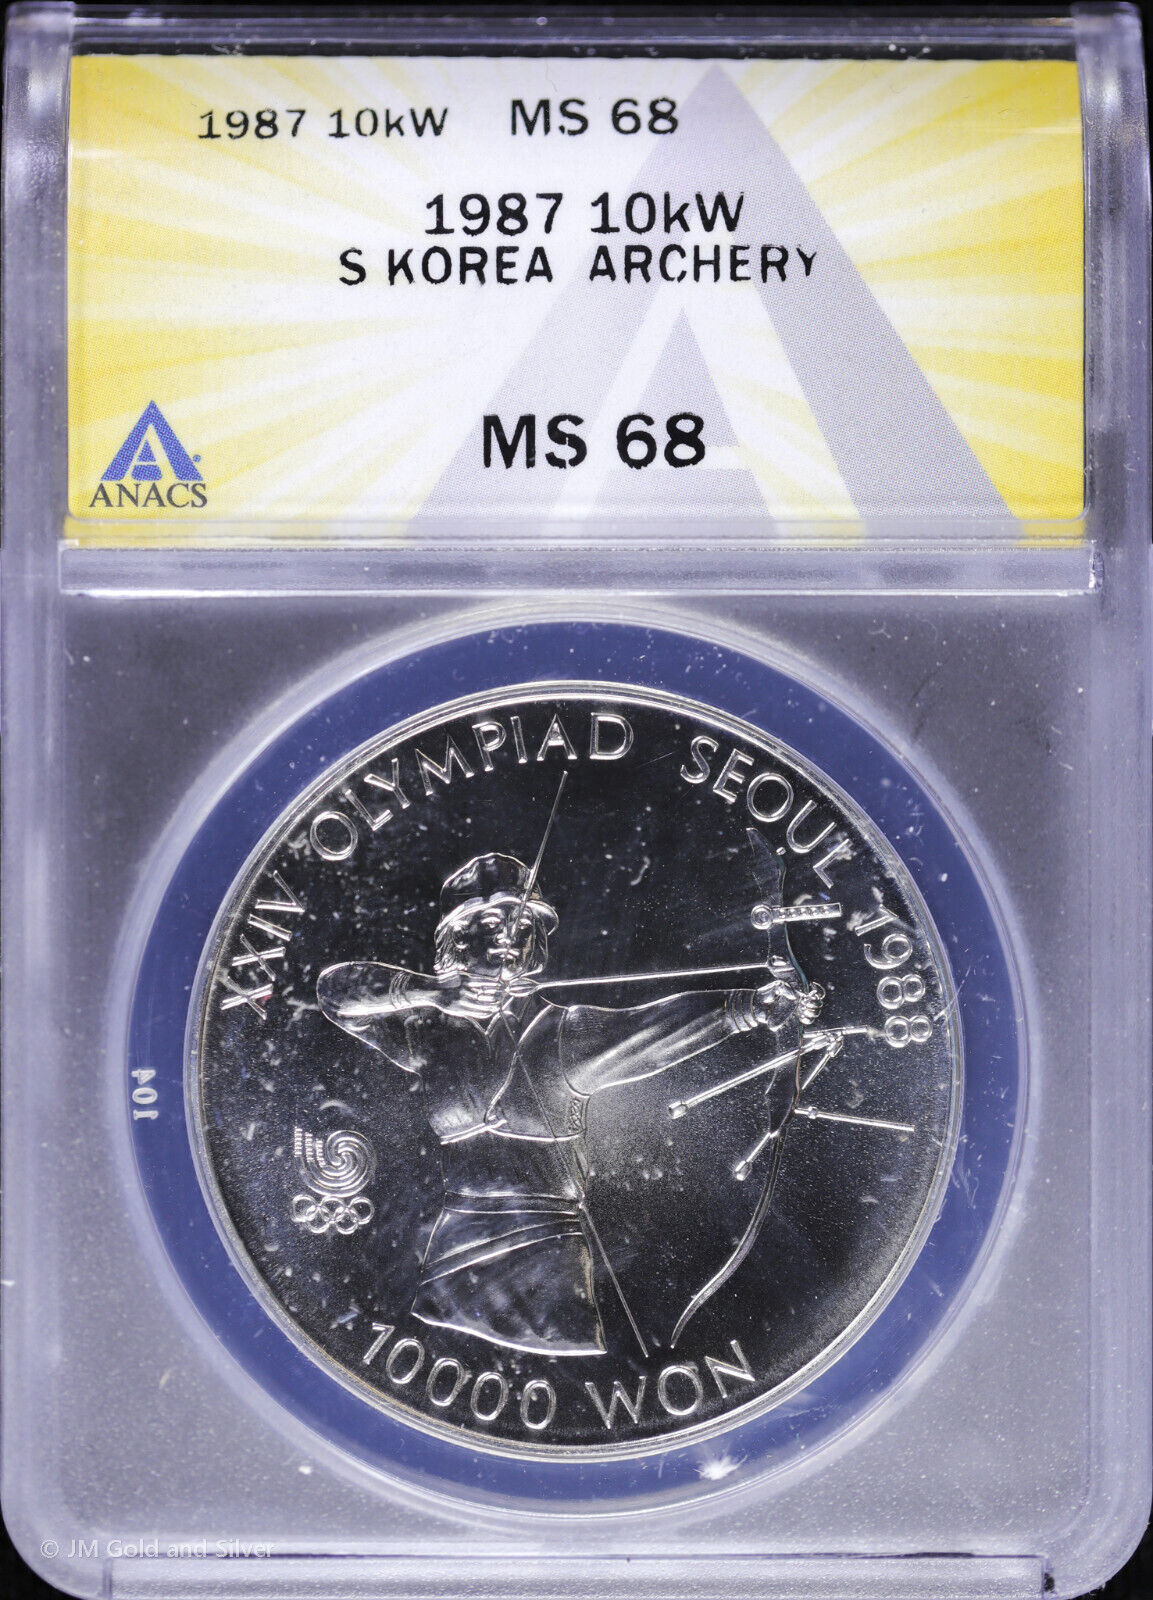 1987 10kW MS 68
1987 10kW
S KOREA ARCHERY
MS 68
ANACS
XXIV OLYMPIAD SEOUL 1988
10000 WON
104
© JM Gold and Silver